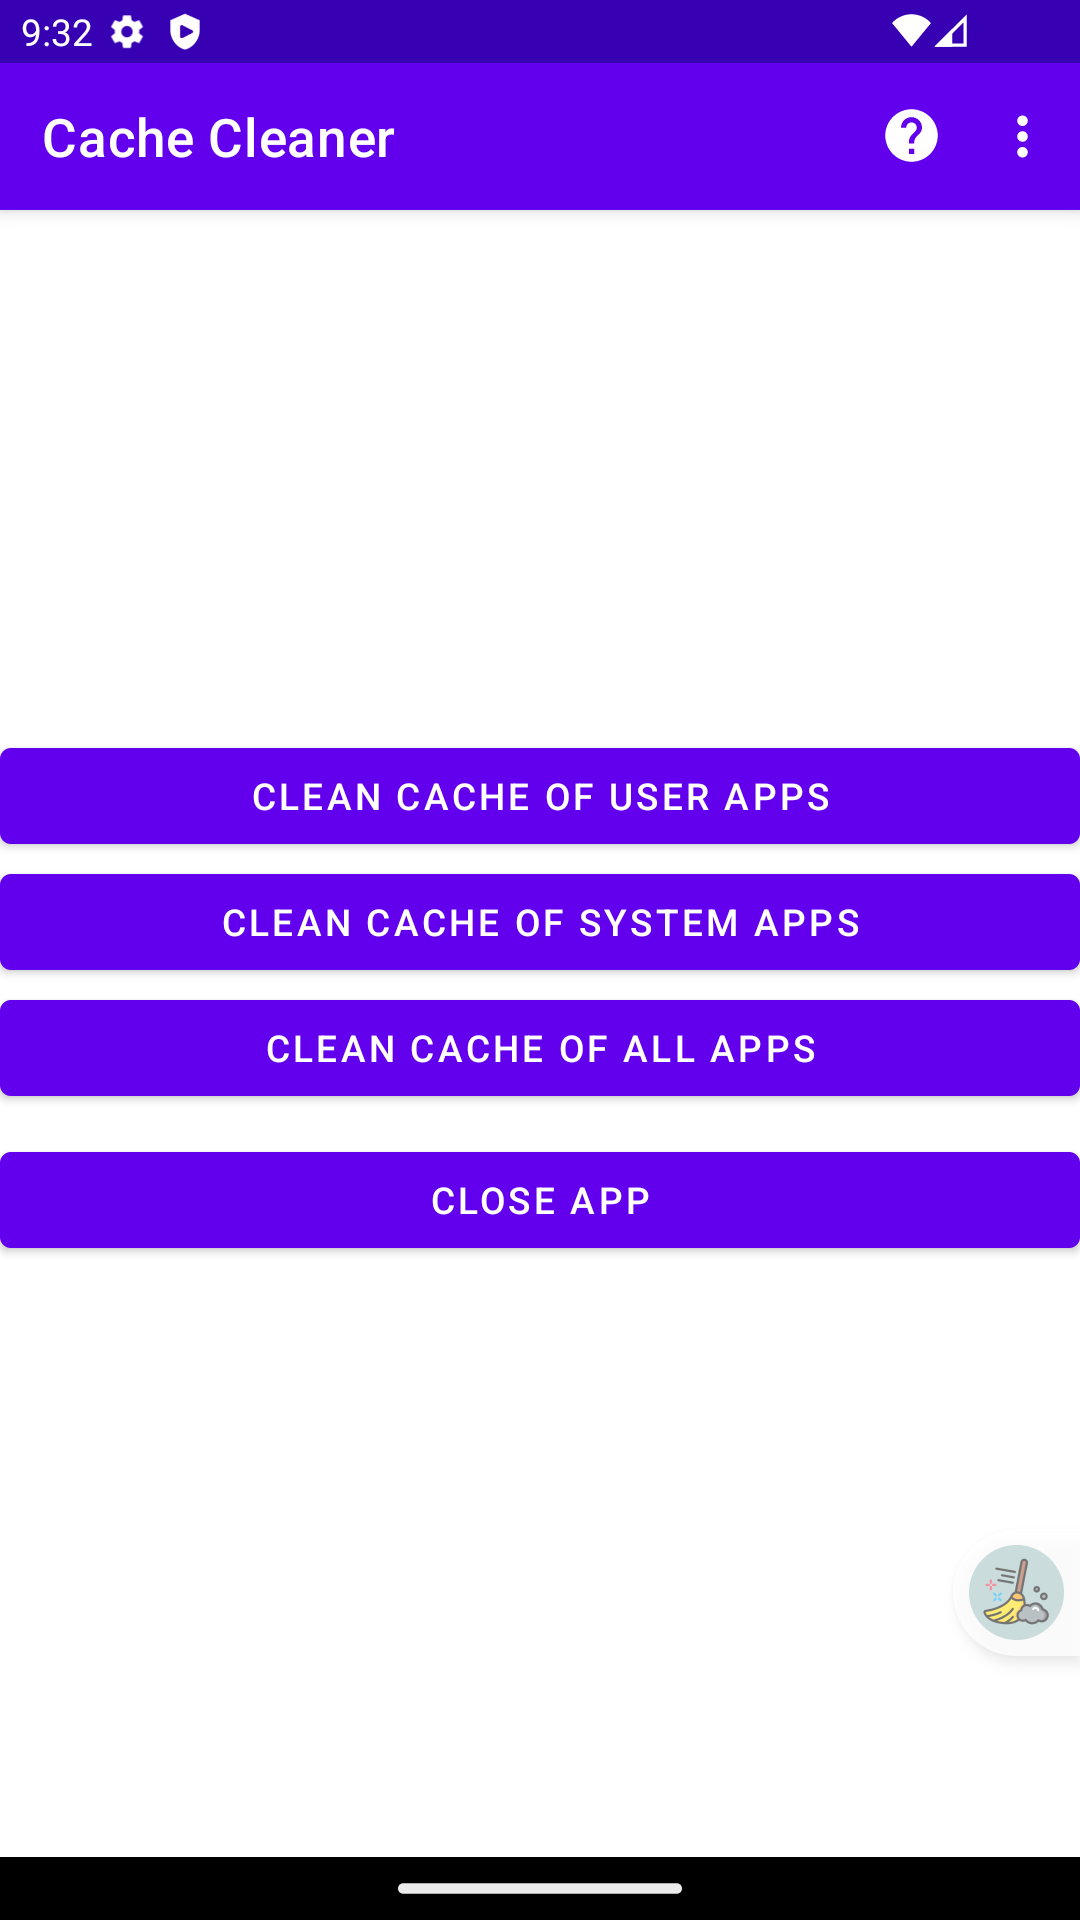 9:32
Cache Cleaner
CLEAN CACHE OF USER APPS
CLEAN CACHE OF SYSTEM APPS
CLEAN CACHE OF ALL APPS
CLOSE APP